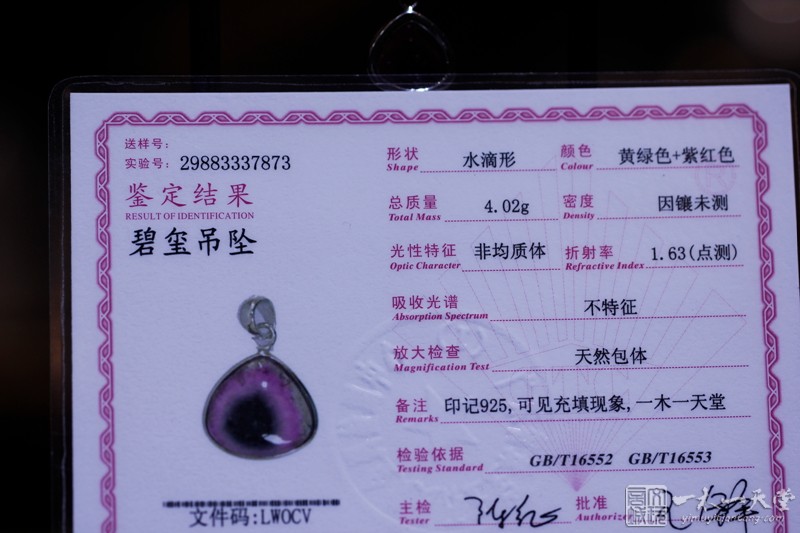 送样号:
实验号: 29883337873
鉴定结果
RESULT OF IDENTIFICATION
碧玺吊坠
形状 水滴形 颜色 黄绿色+紫红色
Shape Colour
总质量 4.02g 密度 因镶未测
Total Mass Density
光性特征 非均质体 折射率 1.63(点测)
Optic Character Refractive Index
吸收光谱 不特征
Absorption Spectrum
放大检查 天然包体
Magnification Test
备注 印记925,可见充填现象,一木一天堂
Remarks
检验依据 GB/T16552 GB/T16553
Testing Standard
主检 批准
Tester Authorize
文件码:LWOCV
一木一天堂